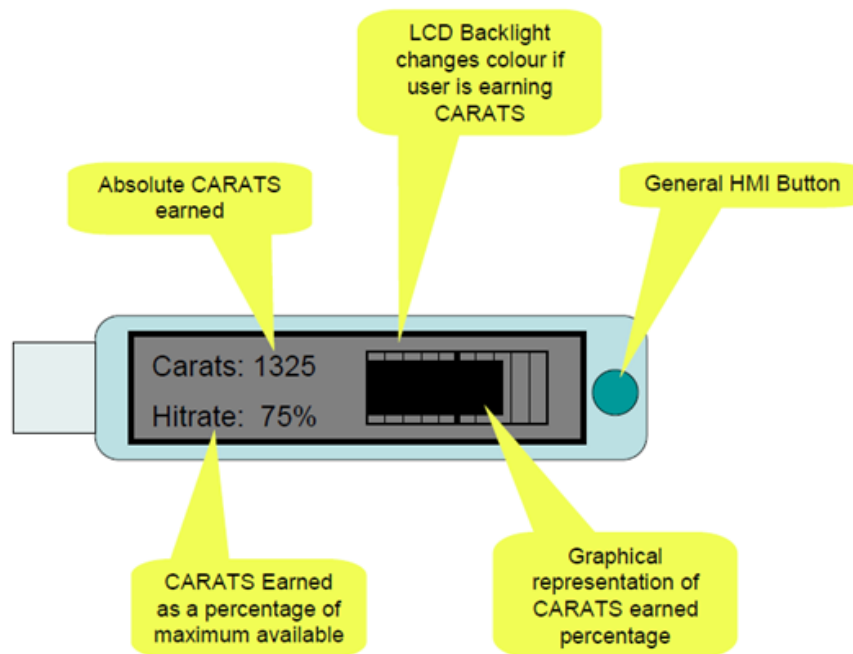 LCD Backlight
changes colour if
user is earning
CARATS
Absolute CARATS
earned
General HMI Button
Carats: 1325
Hitrate: 75%
CARATS Earned
as a percentage of
maximum available
Graphical
representation of
CARATS earned
percentage